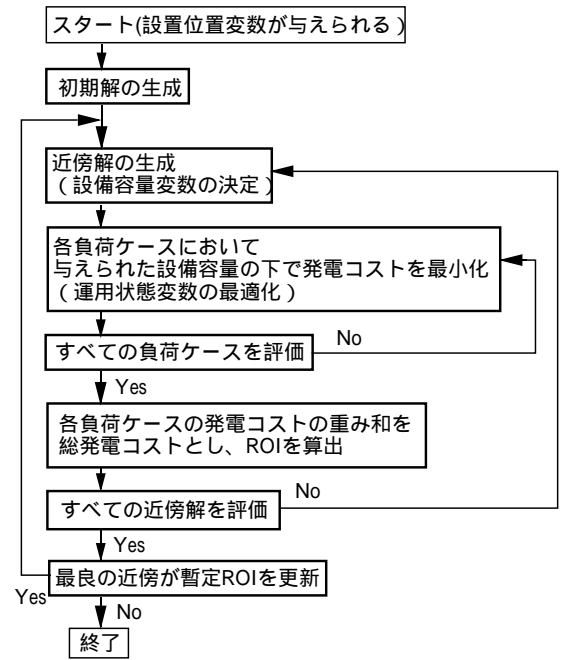 スタート(設置位置変数が与えられる）
初期解の生成
近傍解の生成
（設備容量変数の決定）
各負荷ケースにおいて
与えられた設備容量の下で発電コストを最小化
（運用状態変数の最適化）
すべての負荷ケースを評価
No
Yes
各負荷ケースの発電コストの重み和を
総発電コストとし、ROIを算出
すべての近傍解を評価
No
Yes
最良の近傍が暫定ROIを更新
Yes
No
終了